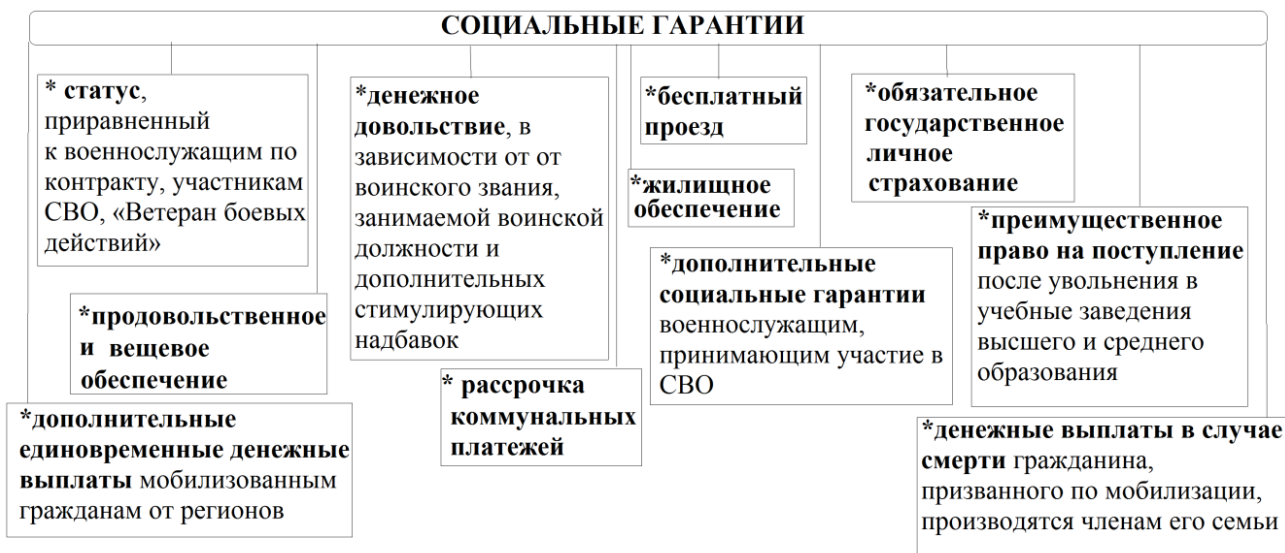 СОЦИАЛЬНЫЕ ГАРАНТИИ
* статус,
приравненный
к военнослужащим по
контракту, участникам
СВО, «Ветеран боевых
действий»
*продовольственное
и вещевое
обеспечение
*дополнительные
единовременные денежные
выплаты мобилизованным
гражданам от регионов
*денежное
довольствие, в
зависимости от от
воинского звания,
занимаемой воинской
должности и
дополнительных
стимулирующих
надбавок
* рассрочка
коммунальных
платежей
*бесплатный
проезд
*жилищное
обеспечение
*дополнительные
социальные гарантии
военнослужащим,
принимающим участие в
СВО
*обязательное
государственное
личное
страхование
*преимущественное
право на поступление
после увольнения в
учебные заведения
высшего и среднего
образования
*денежные выплаты в случае
смерти гражданина,
призванного по мобилизации,
производятся членам его семьи